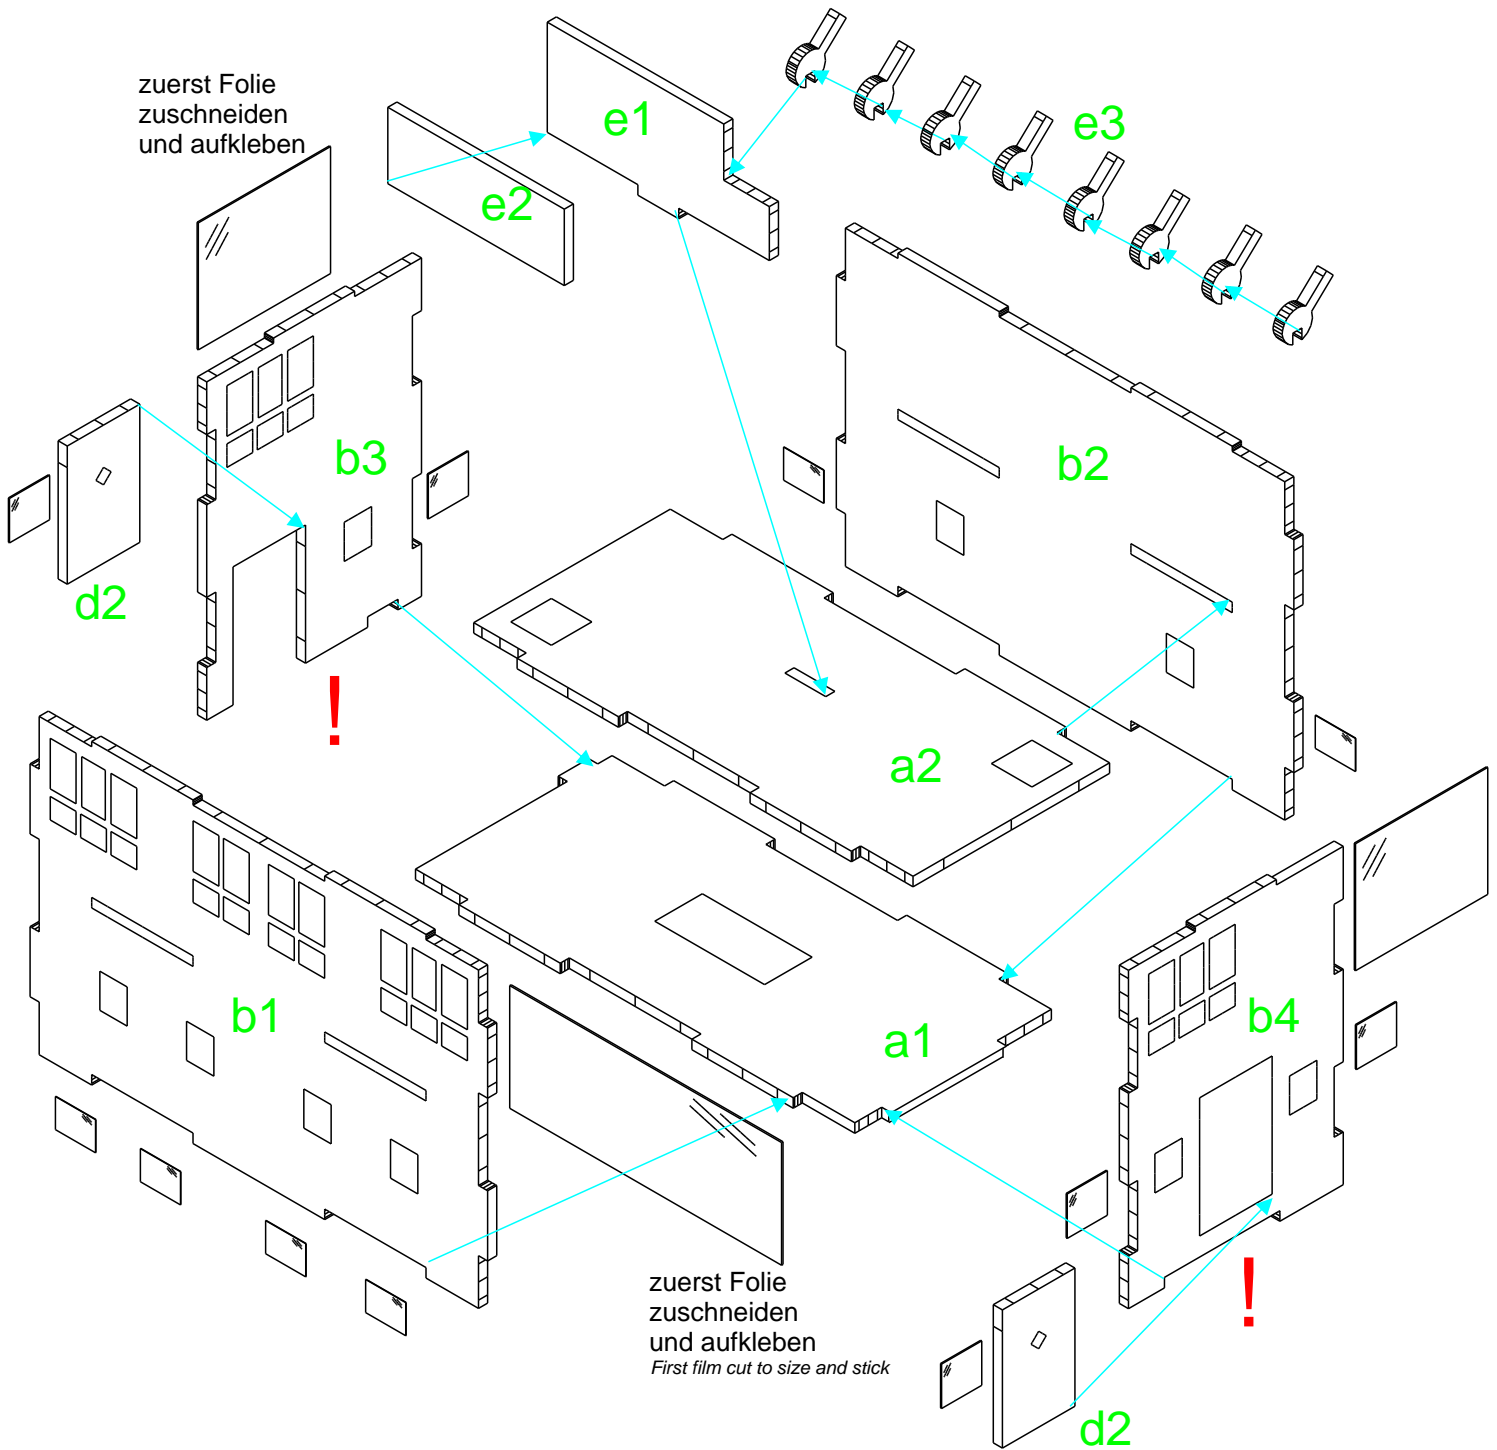 zuerst Folie
zuschneiden
und aufkleben
e1
e3
e2
b3
b2
d2
!
a2
b1
a1
b4
!
zuerst Folie
zuschneiden
und aufkleben
First film cut to size and stick
d2